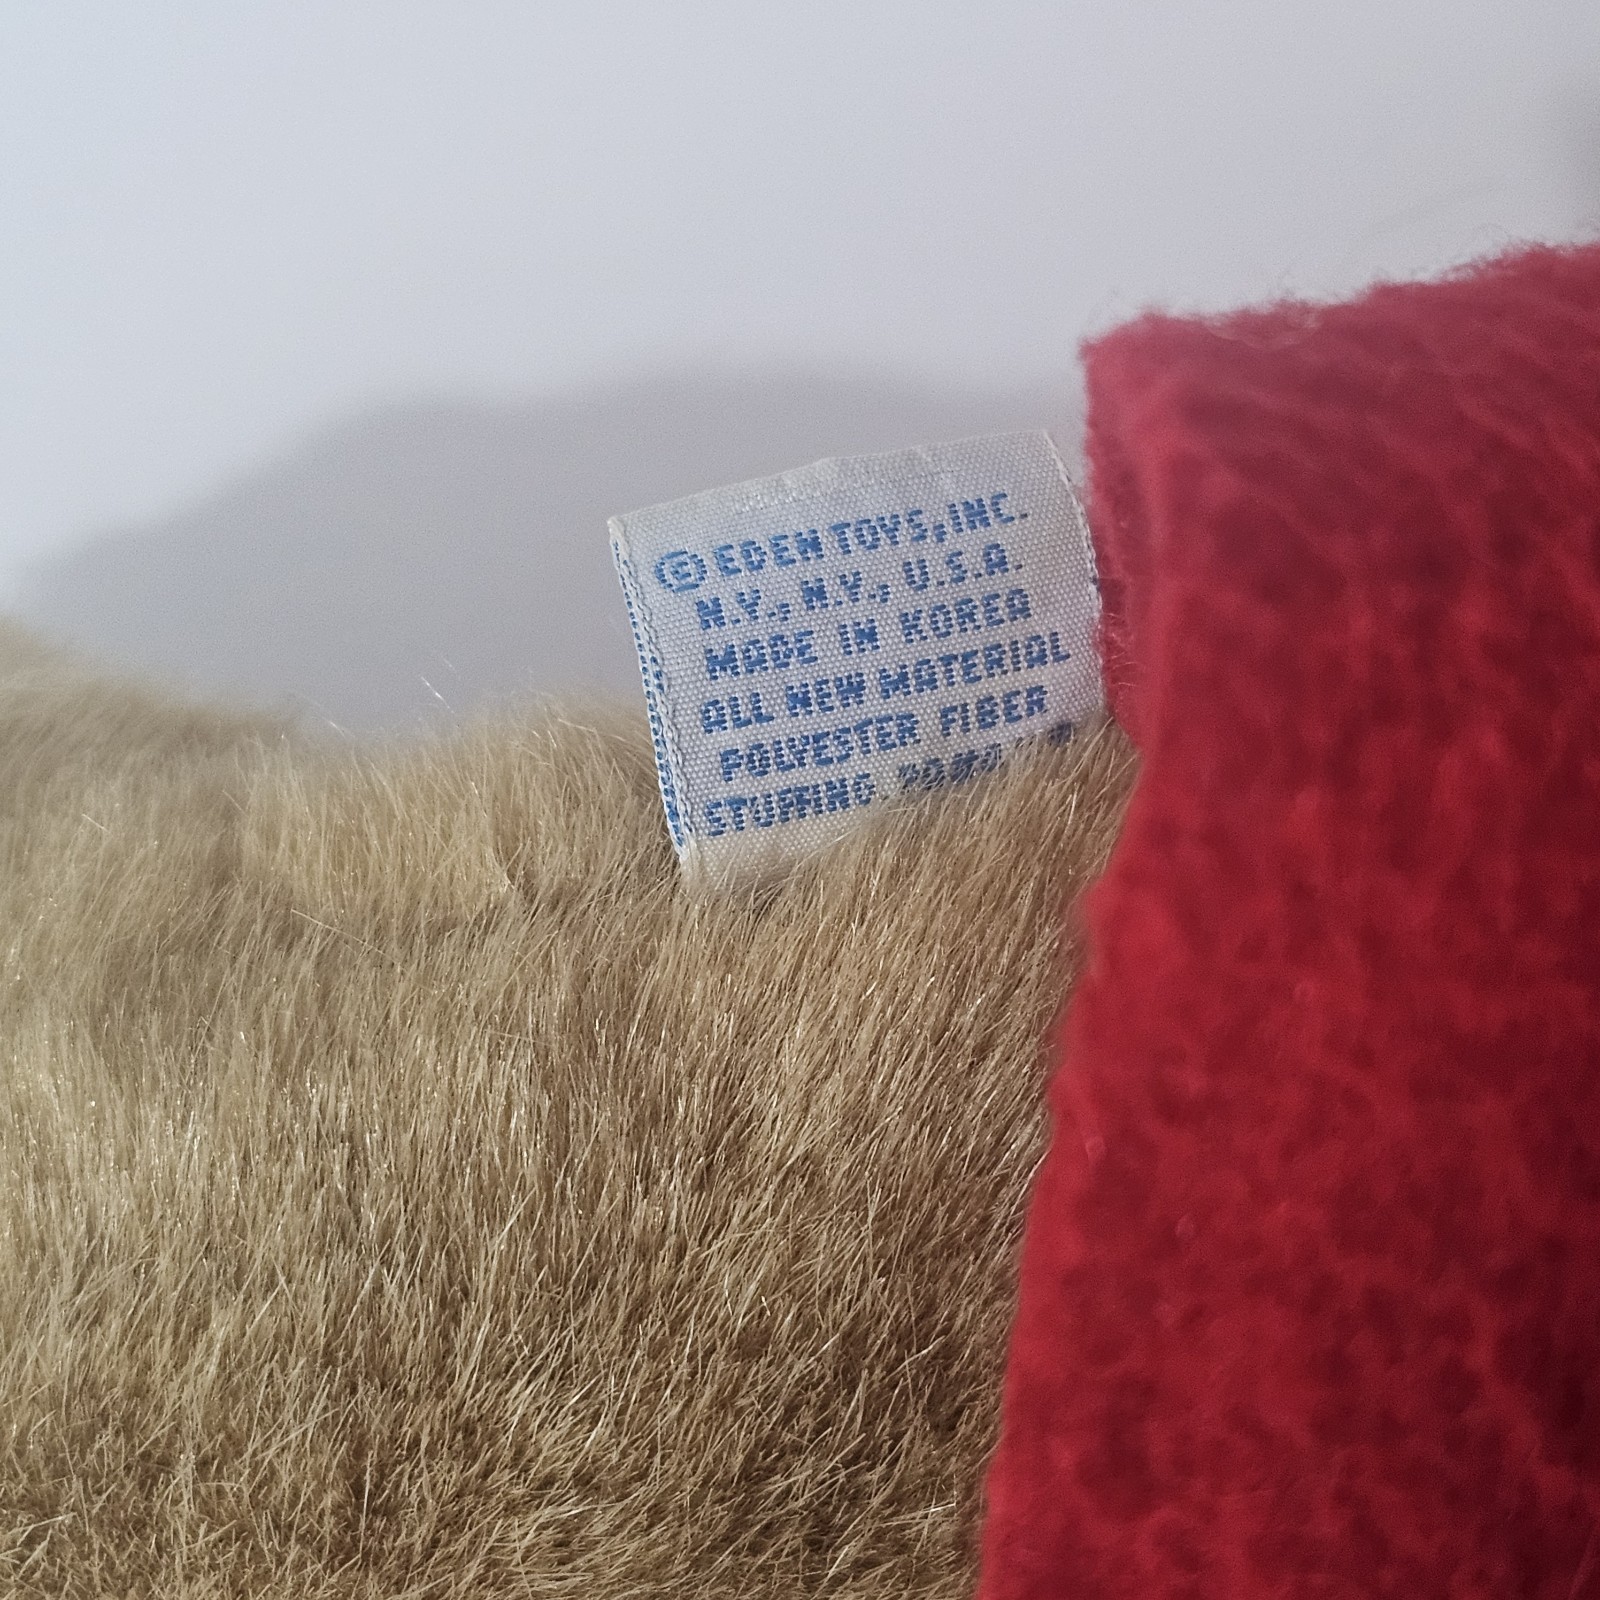 Ⓔ EDEN TOYS, INC.
N.Y., N.Y., U.S.A.
MADE IN KOREA
ALL NEW MATERIAL
POLYESTER FIBER
STUFFING